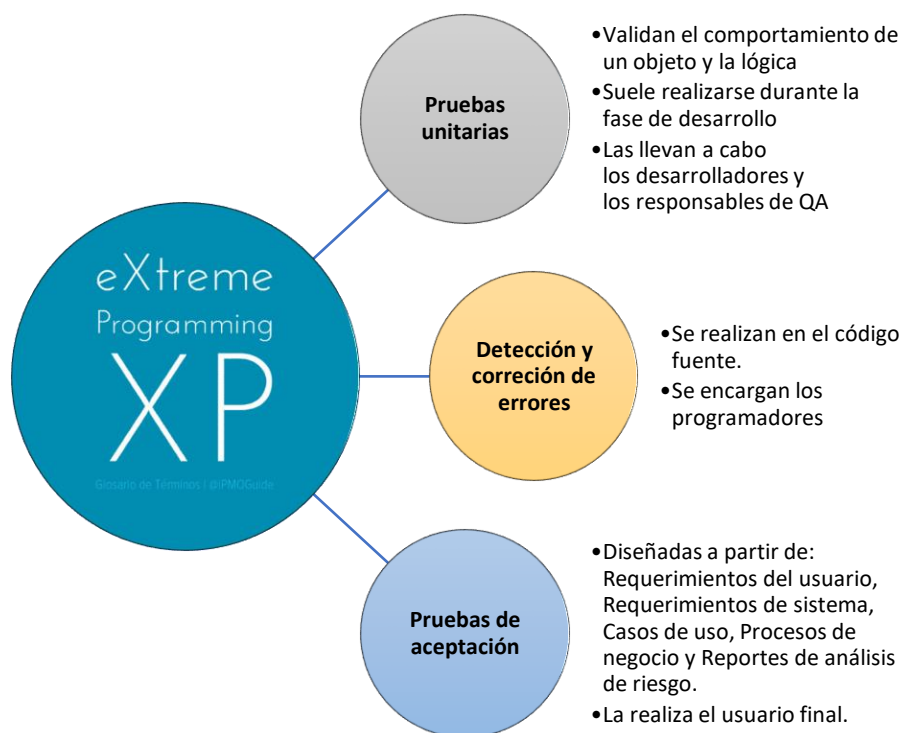 eXtreme
Programming
XP
Glosario de Términos | @IPMOGuide
Pruebas
unitarias
•Validan el comportamiento de
un objeto y la lógica
•Suele realizarse durante la
fase de desarrollo
•Las llevan a cabo
los desarrolladores y
los responsables de QA
Detección y
correción de
errores
•Se realizan en el código
fuente.
•Se encargan los
programadores
Pruebas de
aceptación
•Diseñadas a partir de:
Requerimientos del usuario,
Requerimientos de sistema,
Casos de uso, Procesos de
negocio y Reportes de análisis
de riesgo.
•La realiza el usuario final.